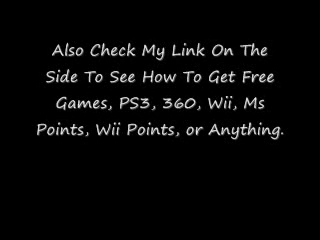 Also Check My Link On The
Side To See How To Get Free
Games, PS3, 360, Wii, Ms
Points, Wii Points, or Anything.